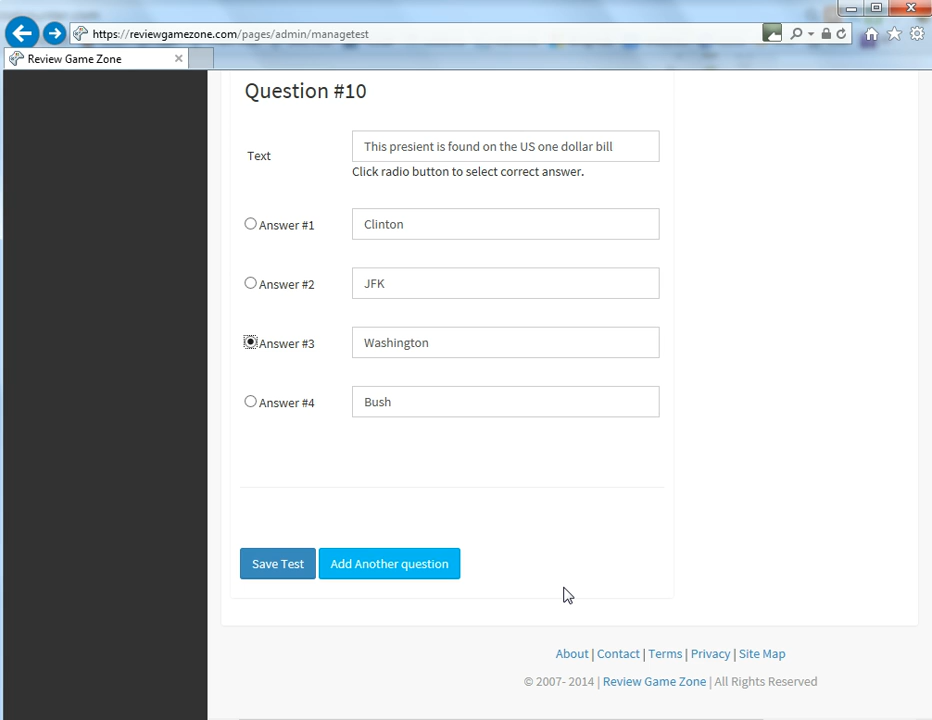 https://reviewgamezone.com/pages/admin/managetest
Review Game Zone
Question #10
Text
This presient is found on the US one dollar bill
Click radio button to select correct answer.
Answer #1
Clinton
Answer #2
JFK
Answer #3
Washington
Answer #4
Bush
Save Test
Add Another question
About | Contact | Terms | Privacy | Site Map
© 2007- 2014 | Review Game Zone | All Rights Reserved